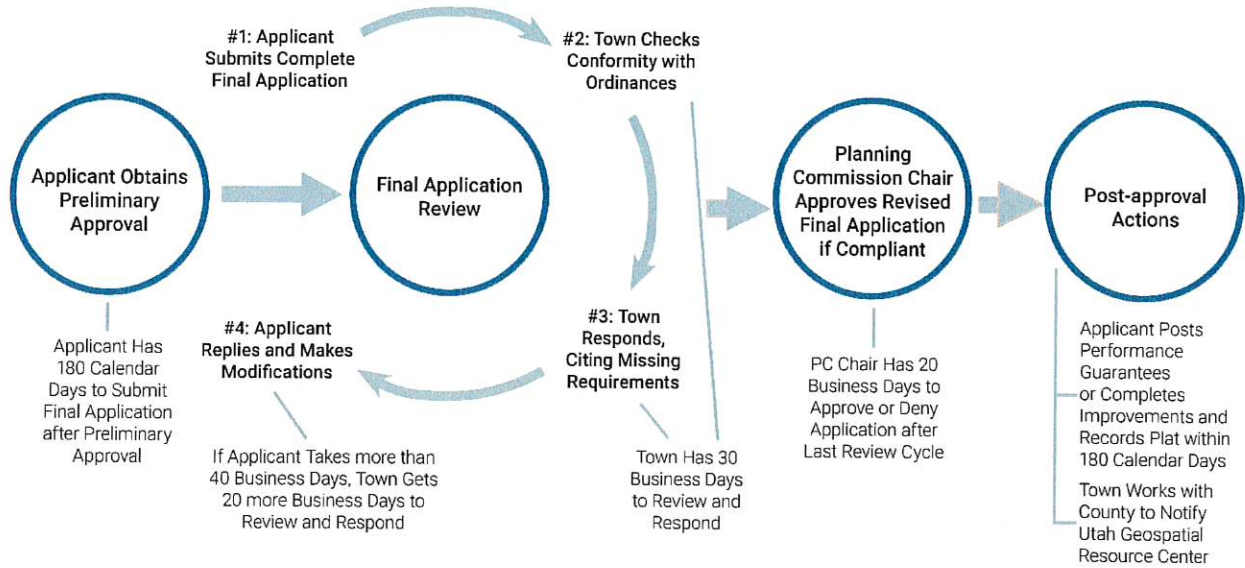 #1: Applicant
Submits Complete
Final Application
#2: Town Checks
Conformity with
Ordinances
Applicant Obtains
Preliminary
Approval
Final Application
Review
Planning
Commission Chair
Approves Revised
Final Application
if Compliant
Post-approval
Actions
#4: Applicant
Replies and Makes
Modifications
#3: Town
Responds,
Citing Missing
Requirements
Applicant Has
180 Calendar
Days to Submit
Final Application
after Preliminary
Approval
If Applicant Takes more than
40 Business Days, Town Gets
20 more Business Days to
Review and Respond
Town Has 30
Business Days
to Review and
Respond
PC Chair Has 20
Business Days to
Approve or Deny
Application after
Last Review Cycle
Applicant Posts
Performance
Guarantees
or Completes
Improvements and
Records Plat within
180 Calendar Days
Town Works with
County to Notify
Utah Geospatial
Resource Center